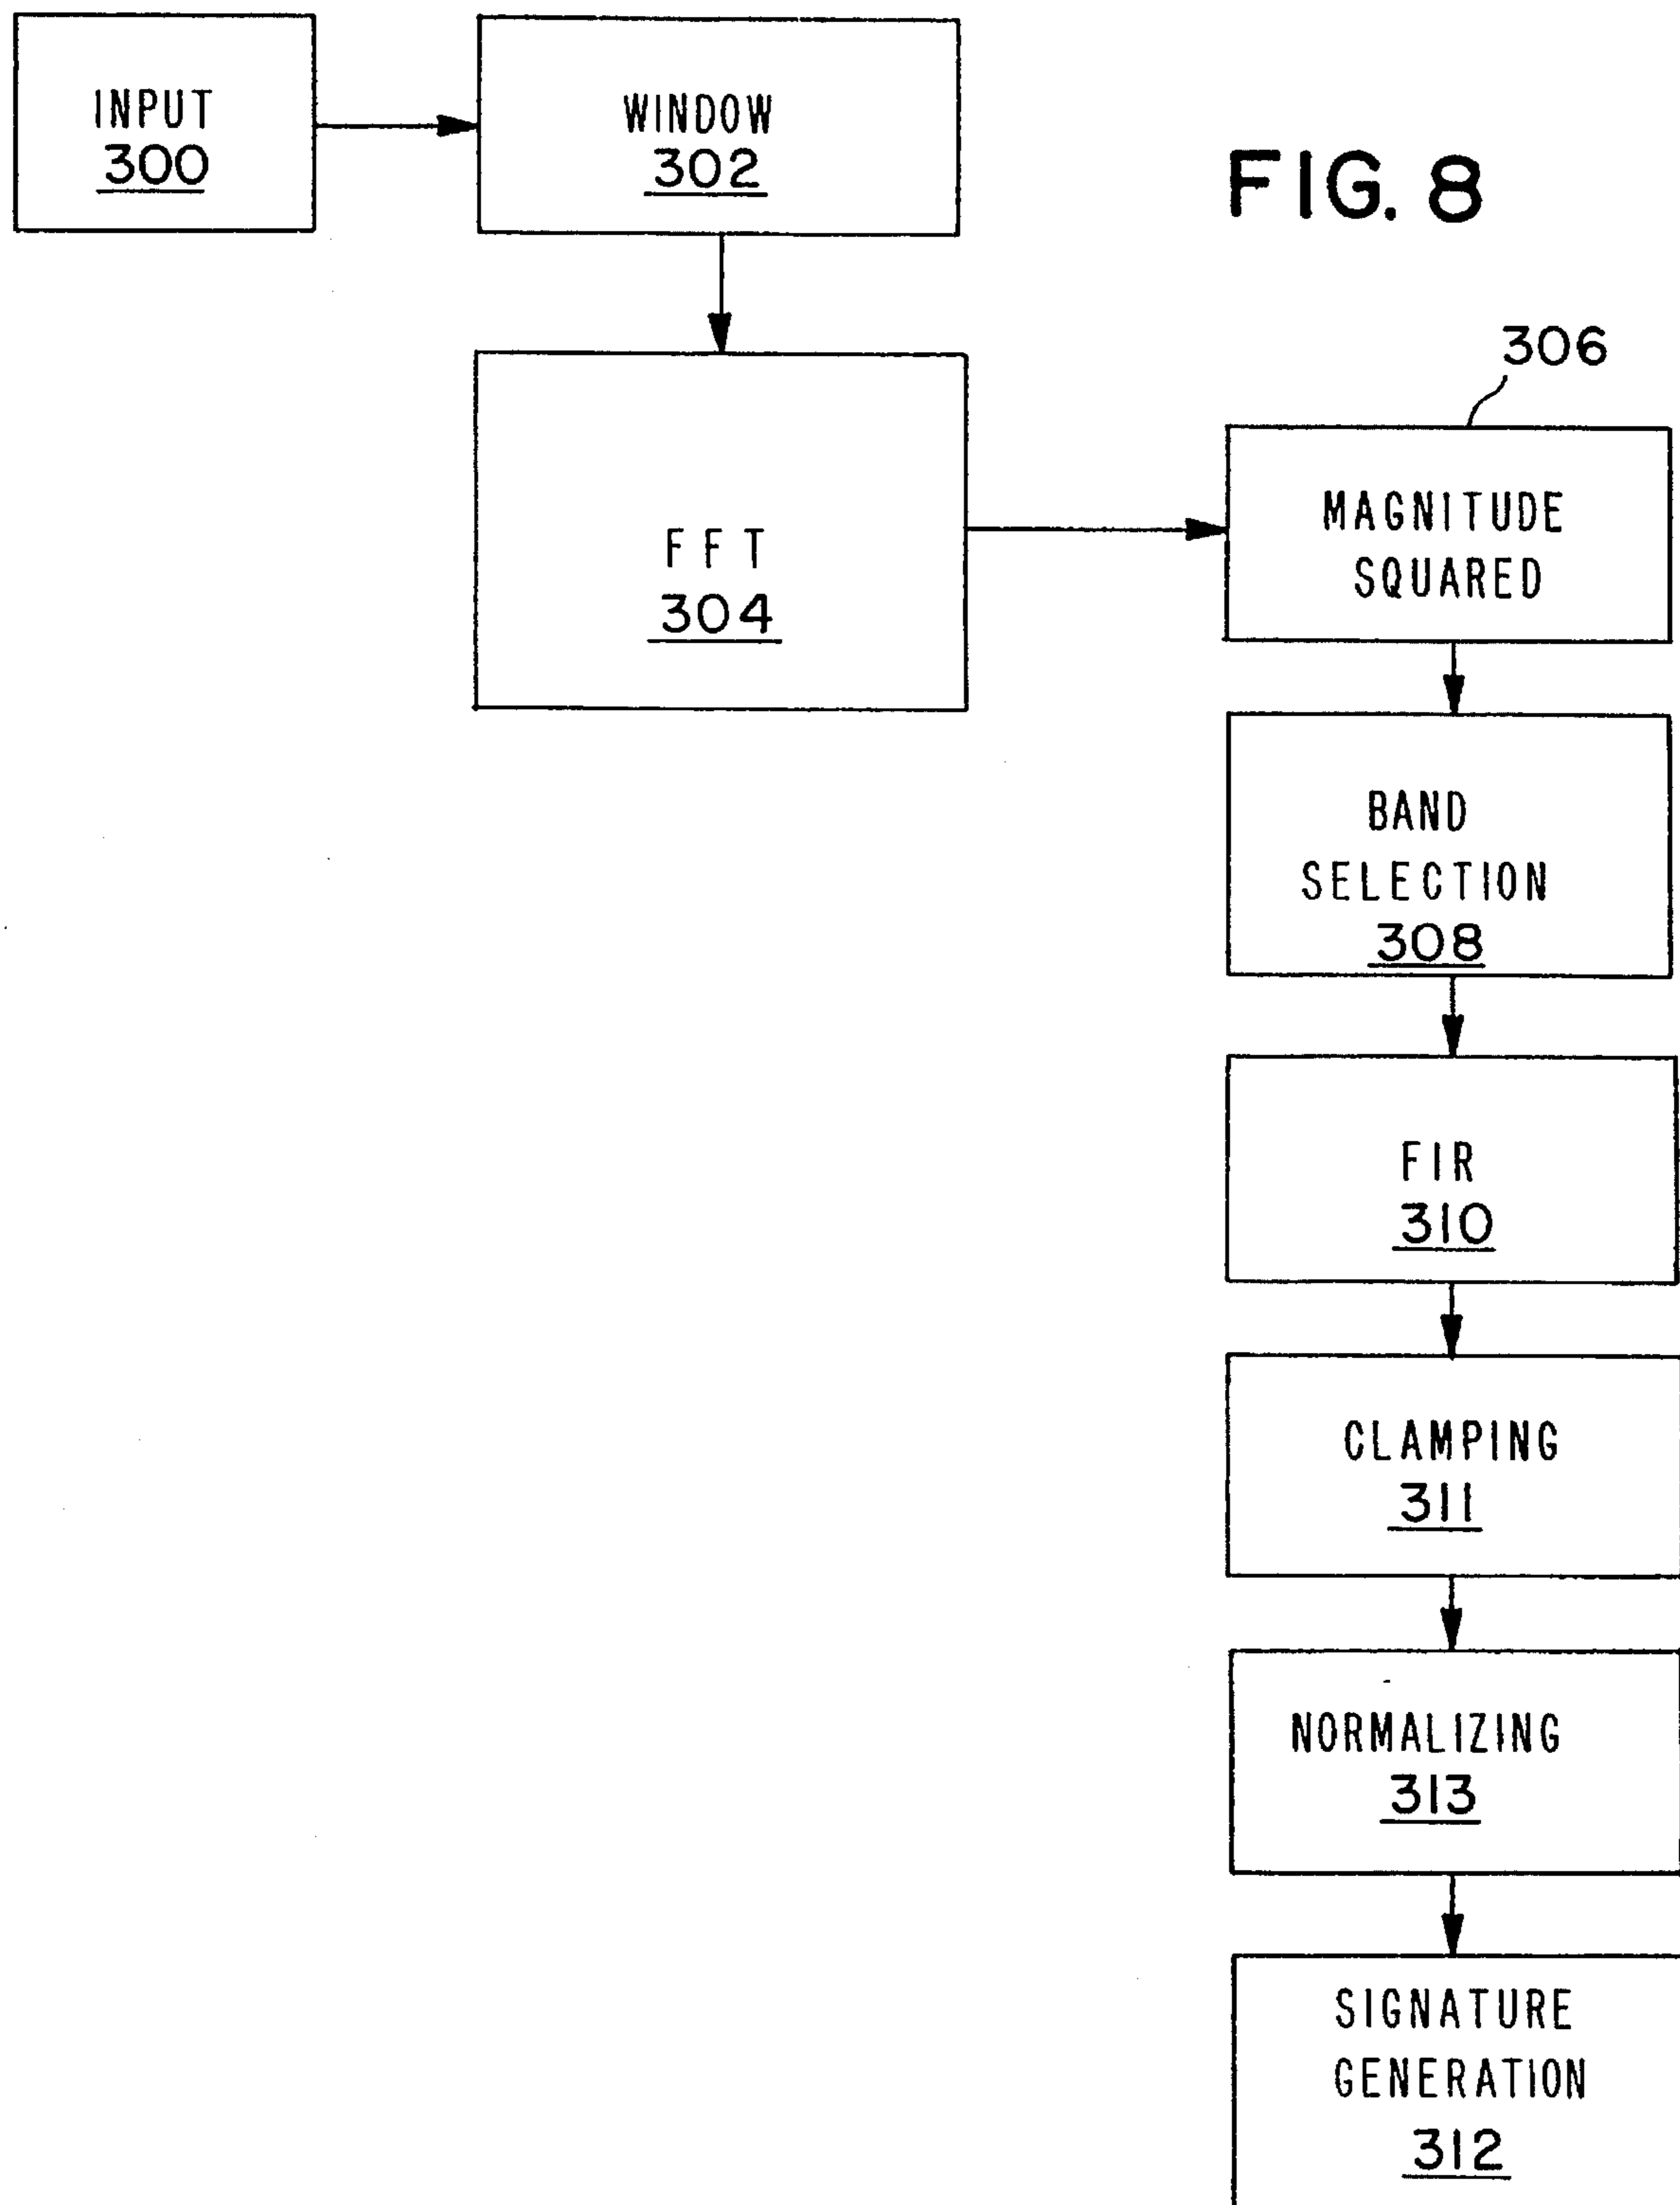 INPUT
300
WINDOW
302
FIG. 8
FFT
304
306
MAGNITUDE
SQUARED
BAND
SELECTION
308
FIR
310
CLAMPING
311
NORMALIZING
313
SIGNATURE
GENERATION
312